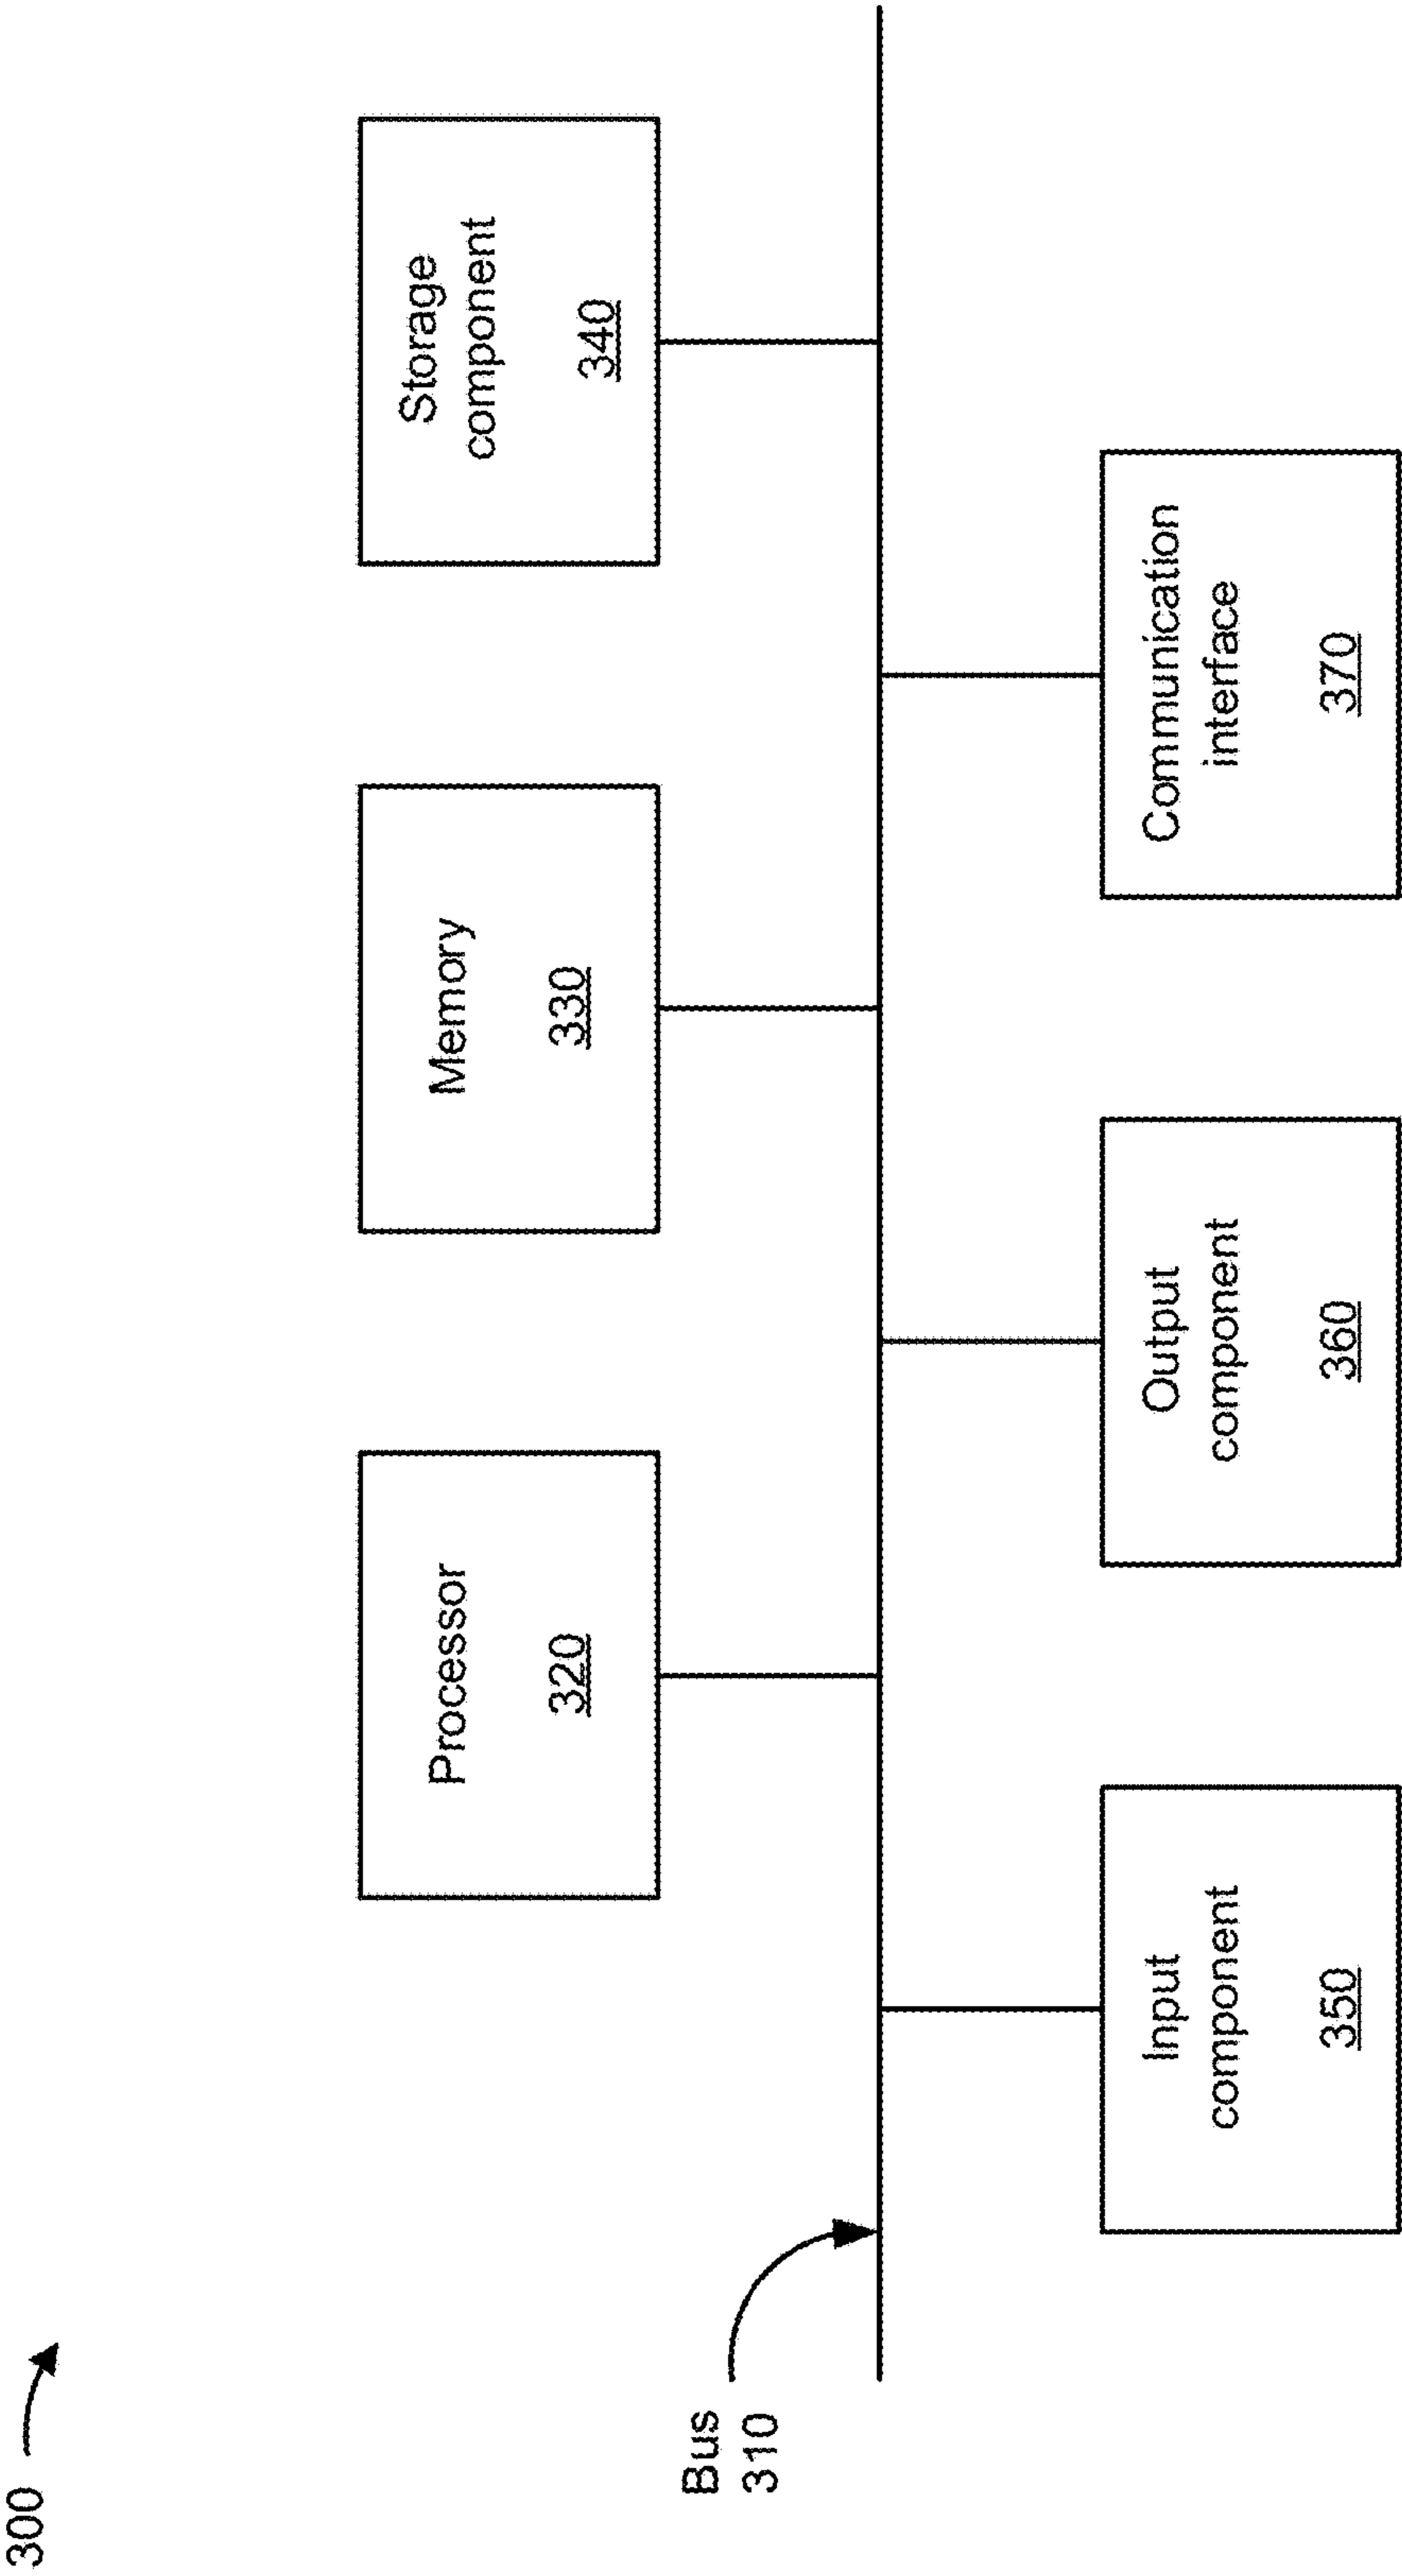 300
Bus
310
Processor
320
Memory
330
Storage
component
340
Input
component
350
Output
component
360
Communication
interface
370